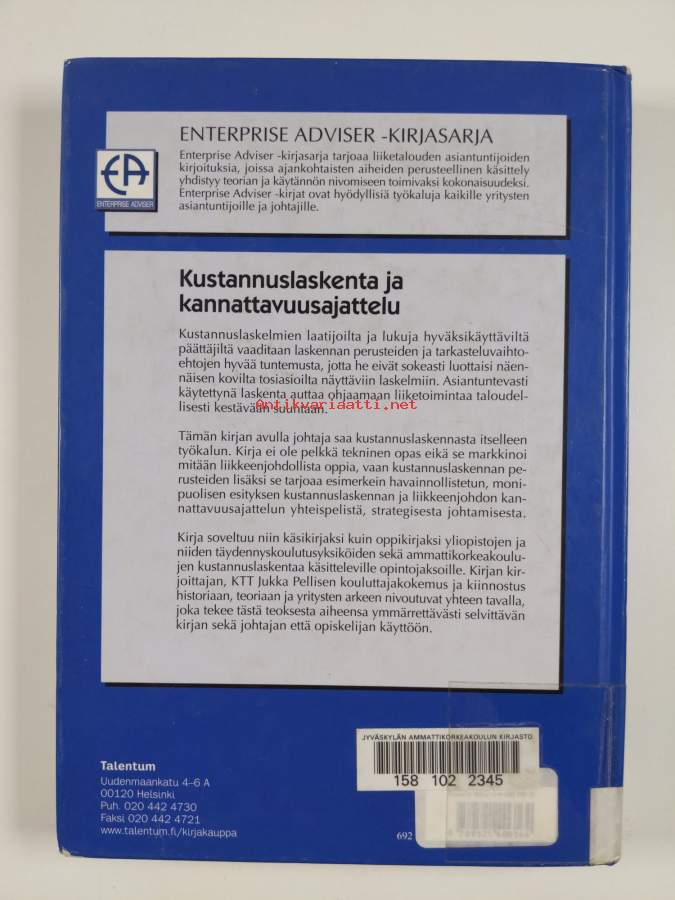 ENTERPRISE ADVISER -KIRJASARJA
Enterprise Adviser -kirjasarja tarjoaa liiketalouden asiantuntijoiden
kirjoituksia, joissa ajankohtaisten aiheiden perusteellinen käsittely
yhdistyy teorian ja käytännön nivomiseen toimivaksi kokonaisuudeksi.
Enterprise Adviser -kirjat ovat hyödyllisiä työkaluja kaikille yritysten
asiantuntijoille ja johtajille.
EA
ENTERPRISE ADVISER
Kustannuslaskenta ja
kannattavuusajattelu
Kustannuslaskelmien laatijoilta ja lukuja hyväksikäyttäviltä
päättäjiltä vaaditaan laskennan perusteiden ja tarkasteluvaihto-
ehtojen hyvää tuntemusta, jotta he eivät sokeasti luottaisi näen-
näisen kovilta tosiasioilta näyttäviin laskelmiin. Asiantuntevasti
käytettynä laskenta auttaa ohjaamaan liiketoimintaa taloudel-
lisesti kestävään suuntaan.
Antikvariaatti.net
Tämän kirjan avulla johtaja saa kustannuslaskennasta itselleen
työkalun. Kirja ei ole pelkkä tekninen opas eikä se markkinoi
mitään liikkeenjohdollista oppia, vaan kustannuslaskennan pe-
rusteiden lisäksi se tarjoaa esimerkein havainnollistetun, moni-
puolisen esityksen kustannuslaskennan ja liikkeenjohdon kan-
nattavuusajattelun yhteispelistä, strategisesta johtamisesta.
Kirja soveltuu niin käsikirjaksi kuin oppikirjaksi yliopistojen ja
niiden täydennyskoulutusyksiköiden sekä ammattikorkeakoulu-
jen kustannuslaskentaa käsitteleville opintojaksoille. Kirjan kir-
joittajan, KTT Jukka Pellisen kouluttajakokemus ja kiinnostus
historiaan, teoriaan ja yritysten arkeen nivoutuvat yhteen tavalla,
joka tekee tästä teoksesta aiheensa ymmärrettävästi selvittävän
kirjan sekä johtajan että opiskelijan käyttöön.
JYVÄSKYLÄN AMMATTIKORKEAKOULUN KIRJASTO
158 102 2345
Talentum
Uudenmaankatu 4–6 A
00120 Helsinki
Puh. 020 442 4730
Faksi 020 442 4721
www.talentum.fi/kirjakauppa
692